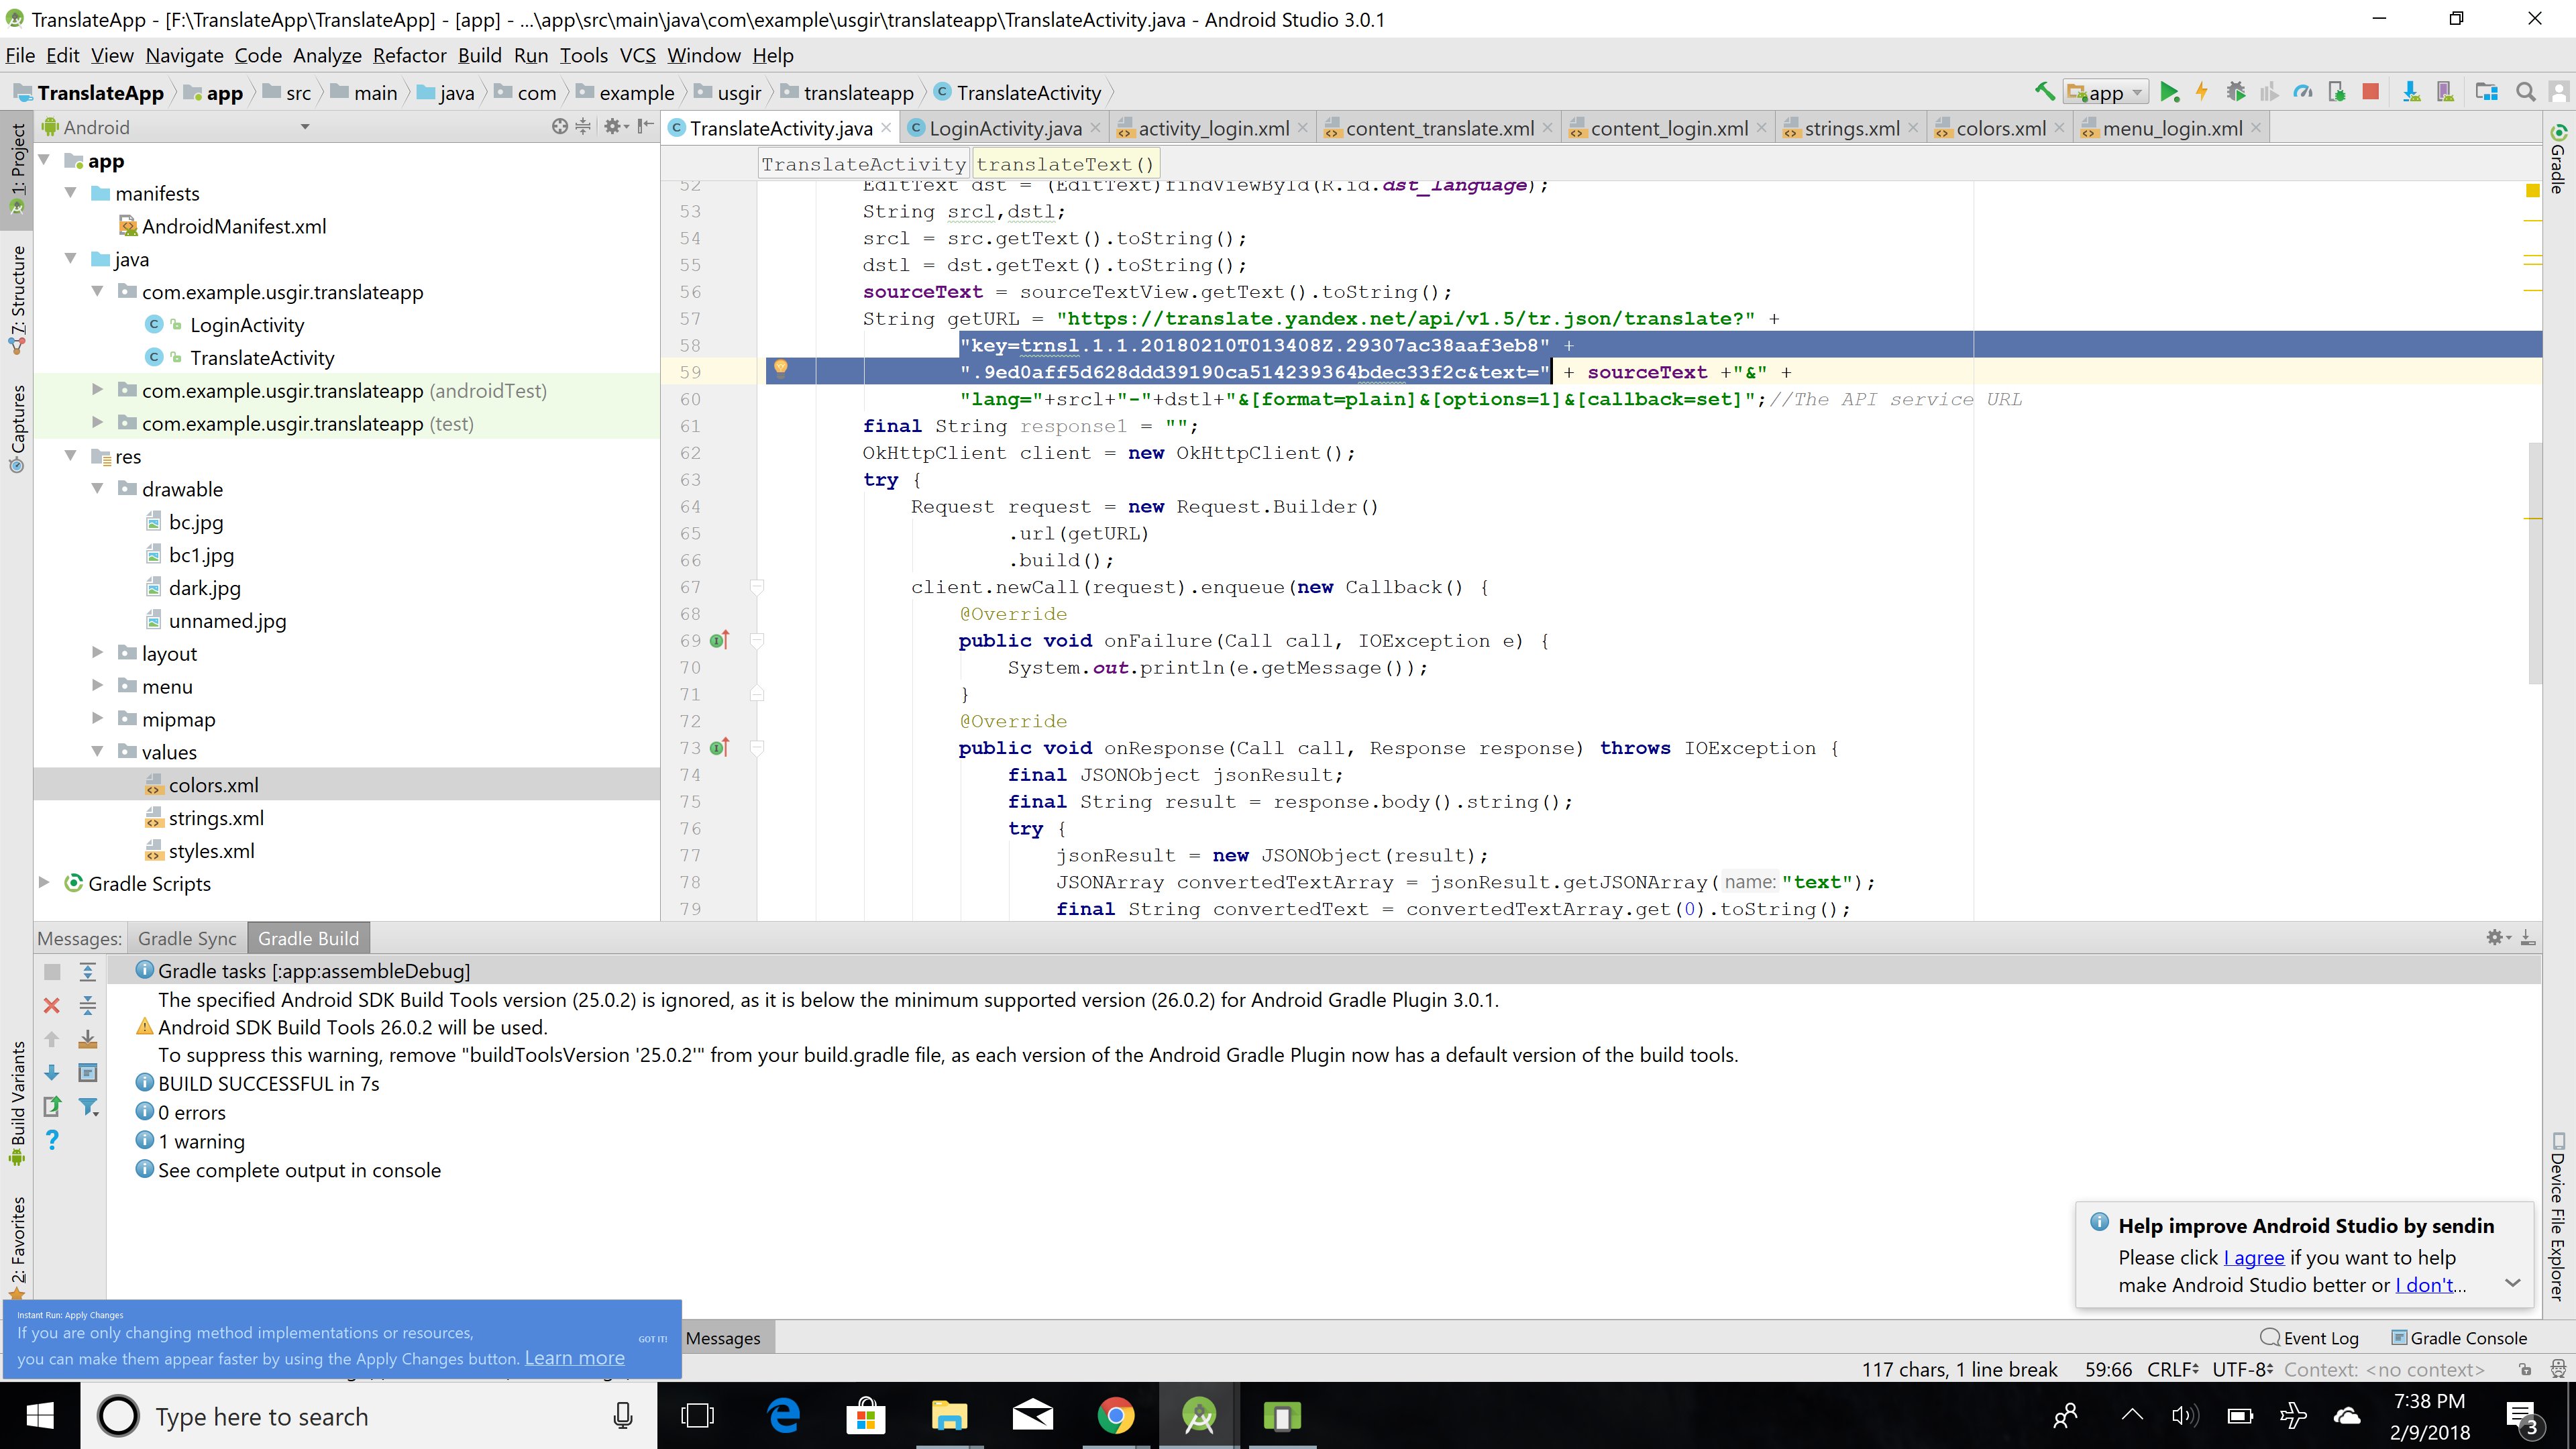 TranslateApp - [F:\TranslateApp\TranslateApp] - [app] - ...\app\src\main\java\com\example\usgir\translateapp\TranslateActivity.java - Android Studio 3.0.1
File Edit View Navigate Code Analyze Refactor Build Run Tools VCS Window Help
TranslateApp app src main java com example usgir translateapp TranslateActivity
app
Android
TranslateActivity.java LoginActivity.java activity_login.xml content_translate.xml content_login.xml strings.xml colors.xml menu_login.xml
TranslateActivity translateText()
1: Project
7: Structure
Captures
Build Variants
2: Favorites
app
manifests
AndroidManifest.xml
java
com.example.usgir.translateapp
LoginActivity
TranslateActivity
com.example.usgir.translateapp (androidTest)
com.example.usgir.translateapp (test)
res
drawable
bc.jpg
bc1.jpg
dark.jpg
unnamed.jpg
layout
menu
mipmap
values
colors.xml
strings.xml
styles.xml
Gradle Scripts
52 EditText dst = (EditText)findViewById(R.id.dst_language);
53 String srcl,dstl;
54 srcl = src.getText().toString();
55 dstl = dst.getText().toString();
56 sourceText = sourceTextView.getText().toString();
57 String getURL = "https://translate.yandex.net/api/v1.5/tr.json/translate?" +
58 "key=trnsl.1.1.20180210T013408Z.29307ac38aaf3eb8" +
59 ".9ed0aff5d628ddd39190ca514239364bdec33f2c&text=" + sourceText +"&" +
60 "lang="+srcl+"-"+dstl+"&[format=plain]&[options=1]&[callback=set]";//The API service URL
61 final String response1 = "";
62 OkHttpClient client = new OkHttpClient();
63 try {
64 Request request = new Request.Builder()
65 .url(getURL)
66 .build();
67 client.newCall(request).enqueue(new Callback() {
68 @Override
69 public void onFailure(Call call, IOException e) {
70 System.out.println(e.getMessage());
71 }
72 @Override
73 public void onResponse(Call call, Response response) throws IOException {
74 final JSONObject jsonResult;
75 final String result = response.body().string();
76 try {
77 jsonResult = new JSONObject(result);
78 JSONArray convertedTextArray = jsonResult.getJSONArray( name: "text");
79 final String convertedText = convertedTextArray.get(0).toString();
Gradle
Device File Explorer
Messages: Gradle Sync Gradle Build
Gradle tasks [:app:assembleDebug]
The specified Android SDK Build Tools version (25.0.2) is ignored, as it is below the minimum supported version (26.0.2) for Android Gradle Plugin 3.0.1.
Android SDK Build Tools 26.0.2 will be used.
To suppress this warning, remove "buildToolsVersion '25.0.2'" from your build.gradle file, as each version of the Android Gradle Plugin now has a default version of the build tools.
BUILD SUCCESSFUL in 7s
0 errors
1 warning
See complete output in console
Help improve Android Studio by sendin
Please click I agree if you want to help
make Android Studio better or I don't...
Instant Run: Apply Changes
If you are only changing method implementations or resources,
you can make them appear faster by using the Apply Changes button. Learn more
GOT IT!
Messages
Event Log Gradle Console
117 chars, 1 line break 59:66 CRLF UTF-8 Context: <no context>
Type here to search
7:38 PM
2/9/2018
3